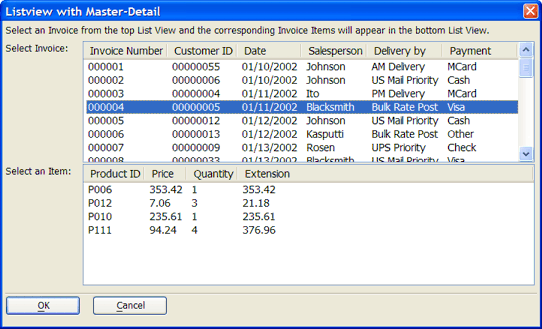 Listview with Master-Detail
Select an Invoice from the top List View and the corresponding Invoice Items will appear in the bottom List View.
Select Invoice:
Invoice Number Customer ID Date Salesperson Delivery by Payment
000001 00000055 01/10/2002 Johnson AM Delivery MCard
000002 00000006 01/10/2002 Johnson US Mail Priority Cash
000003 00000004 01/11/2002 Ito PM Delivery MCard
000004 00000005 01/11/2002 Blacksmith Bulk Rate Post Visa
000005 00000012 01/12/2002 Johnson US Mail Priority Cash
000006 00000013 01/12/2002 Kasputti Bulk Rate Post Other
000007 00000009 01/13/2002 Rosen UPS Priority Check
000008 00000033 01/13/2002 Blacksmith US Mail Priority Visa
Select an Item:
Product ID Price Quantity Extension
P006 353.42 1 353.42
P012 7.06 3 21.18
P010 235.61 1 235.61
P111 94.24 4 376.96
OK Cancel